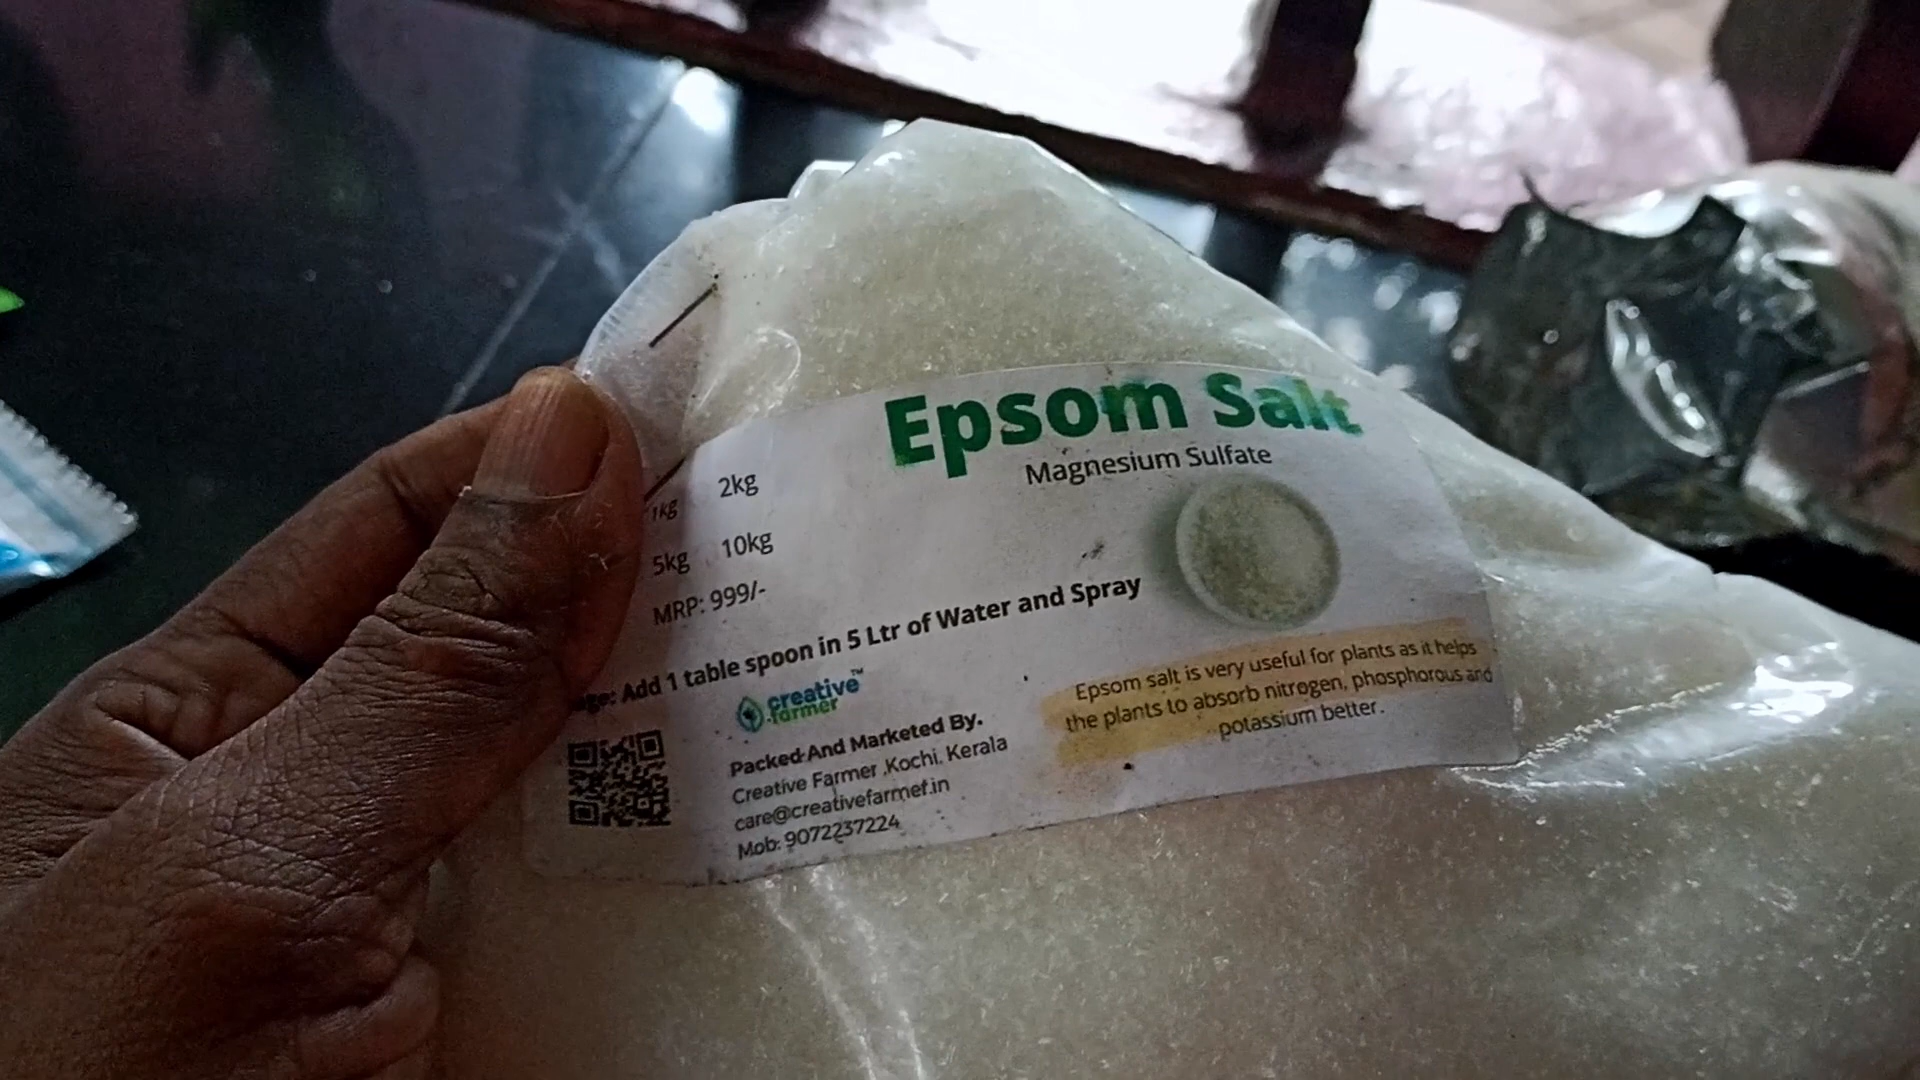 Epsom Salt
Magnesium Sulfate
1kg 2kg
5kg 10kg
MRP: 999/-
Add 1 table spoon in 5 Ltr of Water and Spray
creative farmer™
Packed And Marketed By.
Creative Farmer ,Kochi, Kerala
care@creativefarmer.in
Mob: 9072237224
Epsom salt is very useful for plants as it helps
the plants to absorb nitrogen, phosphorous and
potassium better.